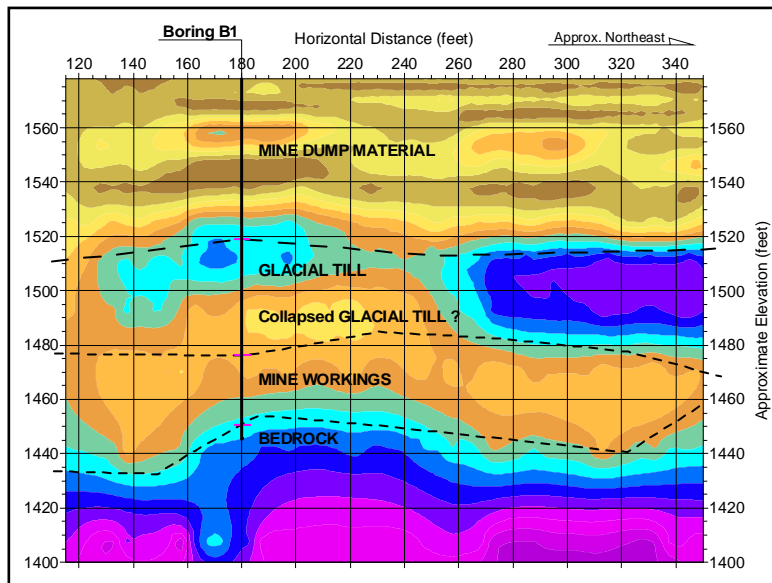 Boring B1
Horizontal Distance (feet)
Approx. Northeast
120 140 160 180 200 220 240 260 280 300 320 340
1560 1560
MINE DUMP MATERIAL
1540 1540
1520 1520
GLACIAL TILL
1500 1500
Collapsed GLACIAL TILL ?
1480 1480
MINE WORKINGS
1460 1460
BEDROCK
1440 1440
1420 1420
1400 1400
Approximate Elevation (feet)